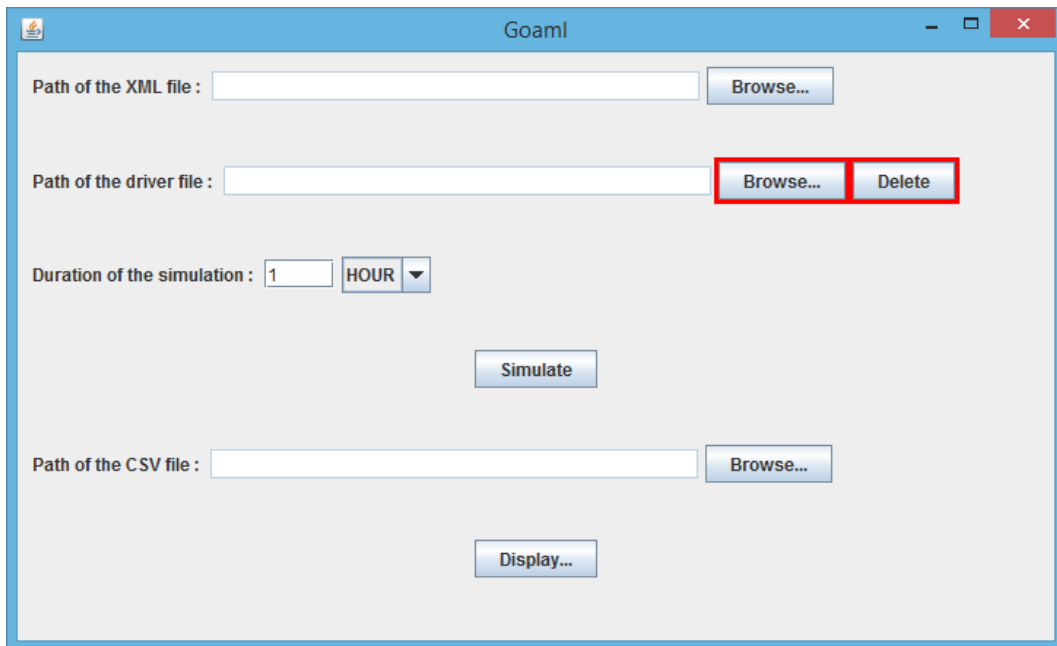 Goaml
Path of the XML file : Browse...
Path of the driver file : Browse... Delete
Duration of the simulation : 1 HOUR
Simulate
Path of the CSV file : Browse...
Display...